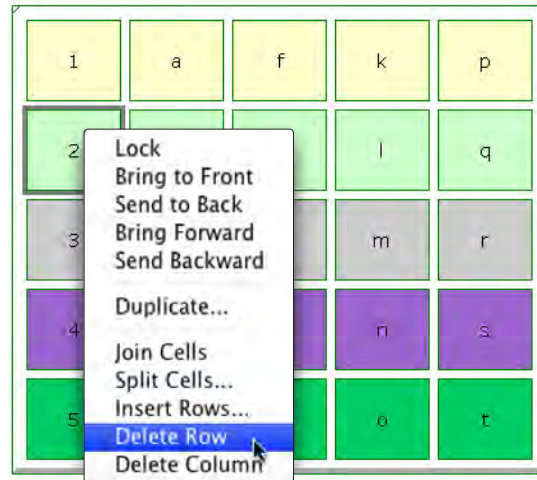 1 a f k p
2 l q
3 m r
4 n s
5 o t
Lock
Bring to Front
Send to Back
Bring Forward
Send Backward
Duplicate...
Join Cells
Split Cells...
Insert Rows...
Delete Row
Delete Column